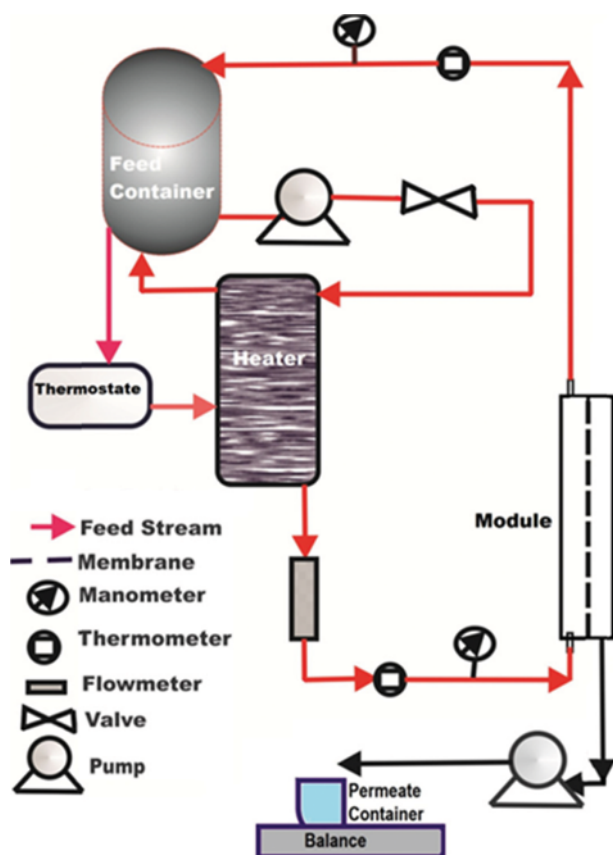 Feed
Container
Heater
Thermostate
Module
Feed Stream
Membrane
Manometer
Thermometer
Flowmeter
Valve
Pump
Permeate
Container
Balance